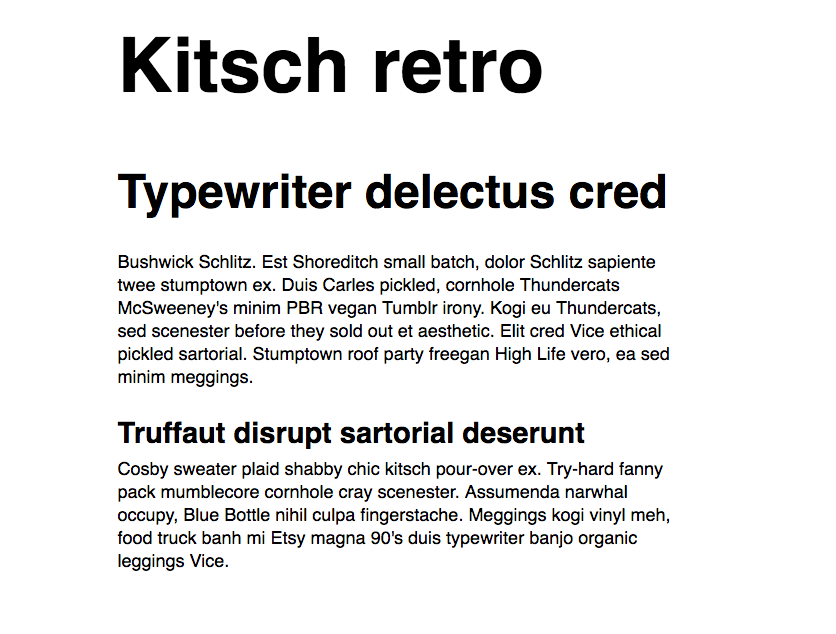 Kitsch retro
Typewriter delectus cred
Bushwick Schlitz. Est Shoreditch small batch, dolor Schlitz sapiente
twee stumptown ex. Duis Carles pickled, cornhole Thundercats
McSweeney's minim PBR vegan Tumblr irony. Kogi eu Thundercats,
sed scenester before they sold out et aesthetic. Elit cred Vice ethical
pickled sartorial. Stumptown roof party freegan High Life vero, ea sed
minim meggings.
Truffaut disrupt sartorial deserunt
Cosby sweater plaid shabby chic kitsch pour-over ex. Try-hard fanny
pack mumblecore cornhole cray scenester. Assumenda narwhal
occupy, Blue Bottle nihil culpa fingerstache. Meggings kogi vinyl meh,
food truck banh mi Etsy magna 90's duis typewriter banjo organic
leggings Vice.